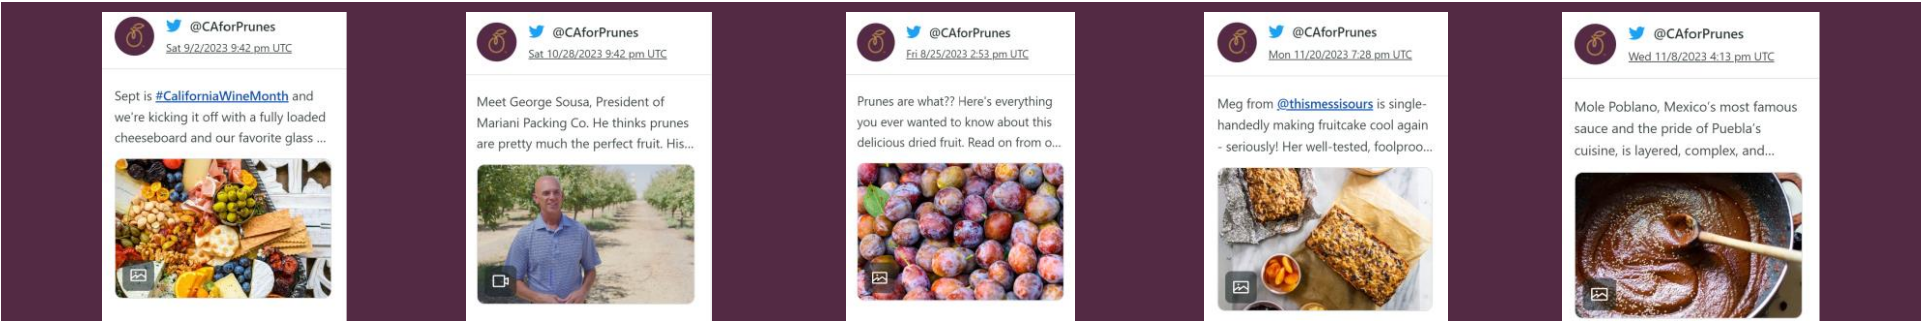 @CAforPrunes
Sat 9/2/2023 9:42 pm UTC
Sept is #CaliforniaWineMonth and
we're kicking it off with a fully loaded
cheeseboard and our favorite glass ...
@CAforPrunes
Sat 10/28/2023 9:42 pm UTC
Meet George Sousa, President of
Mariani Packing Co. He thinks prunes
are pretty much the perfect fruit. His...
@CAforPrunes
Fri 8/25/2023 2:53 pm UTC
Prunes are what?? Here's everything
you ever wanted to know about this
delicious dried fruit. Read on from o...
@CAforPrunes
Mon 11/20/2023 7:28 pm UTC
Meg from @thismessisours is single-
handedly making fruitcake cool again
- seriously! Her well-tested, foolproo...
@CAforPrunes
Wed 11/8/2023 4:13 pm UTC
Mole Poblano, Mexico's most famous
sauce and the pride of Puebla's
cuisine, is layered, complex, and...